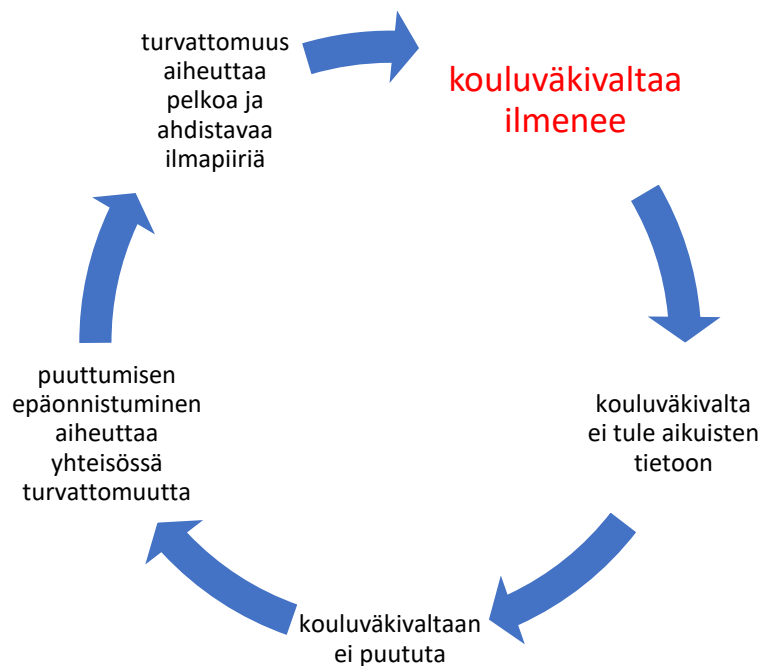 kouluväkivaltaa
ilmenee
kouluväkivalta
ei tule aikuisten
tietoon
kouluväkivaltaan
ei puututa
puuttumisen
epäonnistuminen
aiheuttaa
yhteisössä
turvattomuutta
turvattomuus
aiheuttaa
pelkoa ja
ahdistavaa
ilmapiiriä